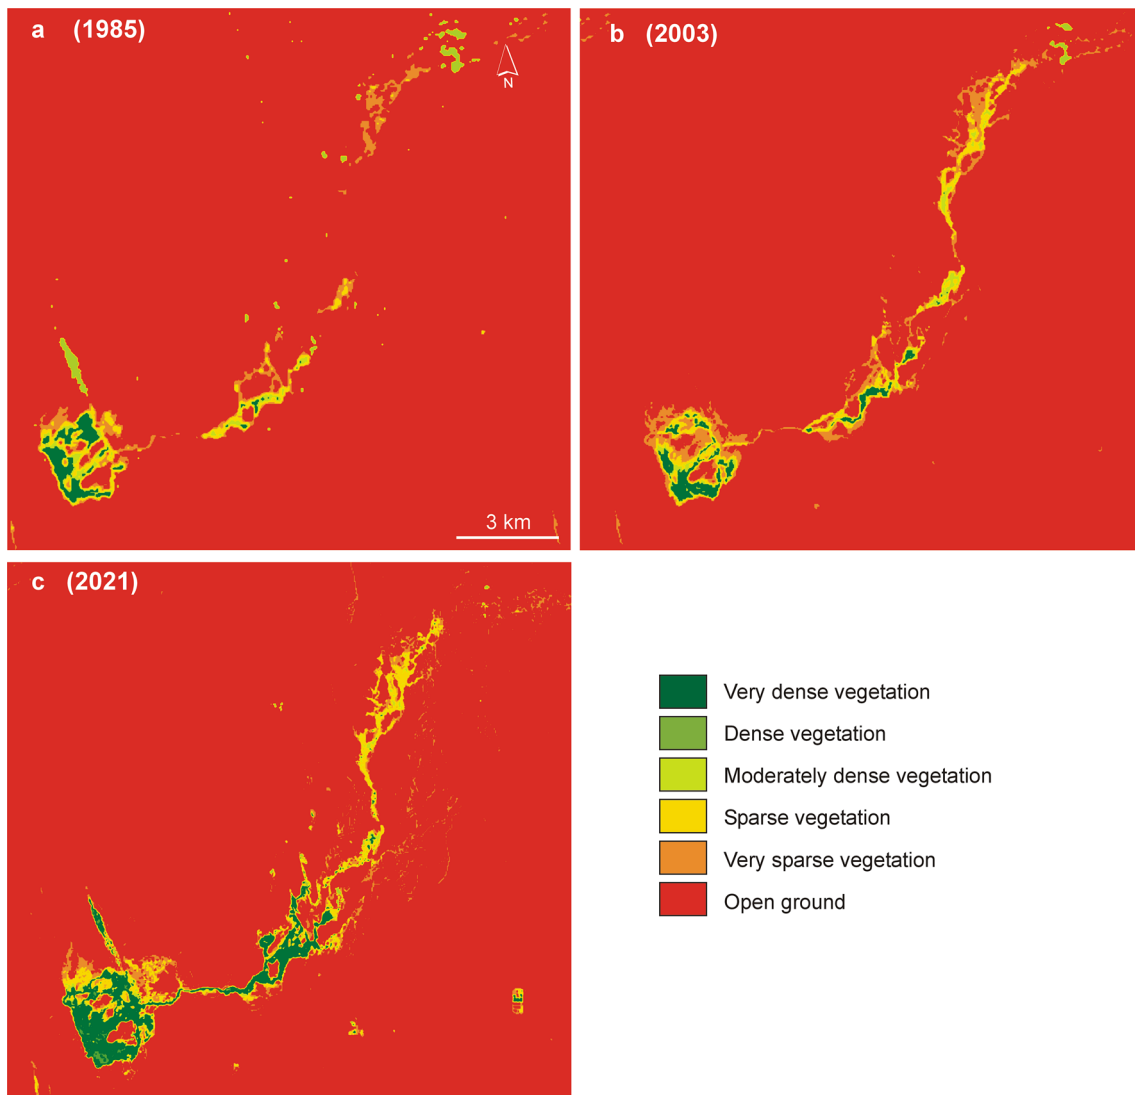 a (1985)
N
3 km
b (2003)
c (2021)
Very dense vegetation
Dense vegetation
Moderately dense vegetation
Sparse vegetation
Very sparse vegetation
Open ground